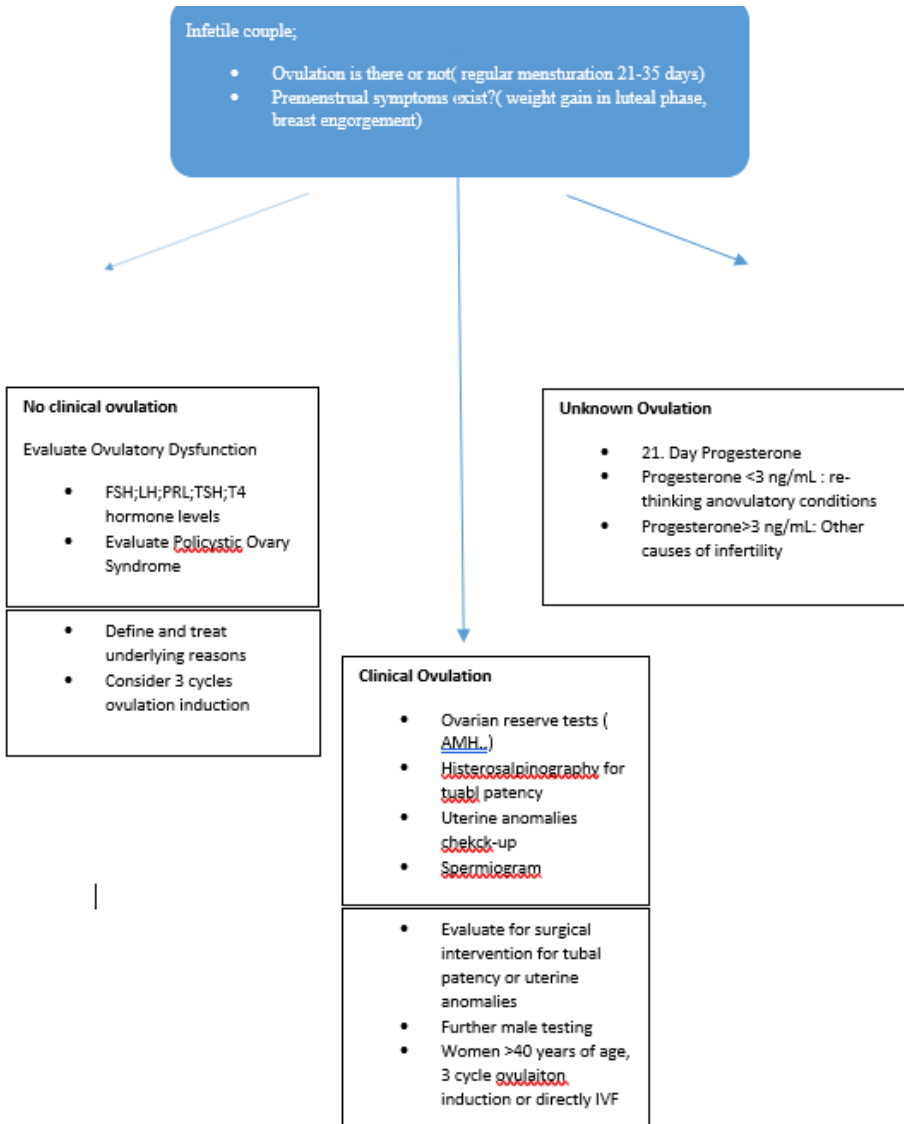 Infetile couple;
• Ovulation is there or not( regular mensturation 21-35 days)
• Premenstrual symptoms exist?( weight gain in luteal phase,
breast engorgement)
No clinical ovulation
Evaluate Ovulatory Dysfunction
• FSH;LH;PRL;TSH;T4
hormone levels
• Evaluate Policystic Ovary
Syndrome
• Define and treat
underlying reasons
• Consider 3 cycles
ovulation induction
Clinical Ovulation
• Ovarian reserve tests (
AMH..)
• Histerosalpinography for
tuabl patency
• Uterine anomalies
chekck-up
• Spermiogram
• Evaluate for surgical
intervention for tubal
patency or uterine
anomalies
• Further male testing
• Women >40 years of age,
3 cycle ovulaiton
induction or directly IVF
Unknown Ovulation
• 21. Day Progesterone
• Progesterone <3 ng/mL : re-
thinking anovulatory conditions
• Progesterone>3 ng/mL: Other
causes of infertility